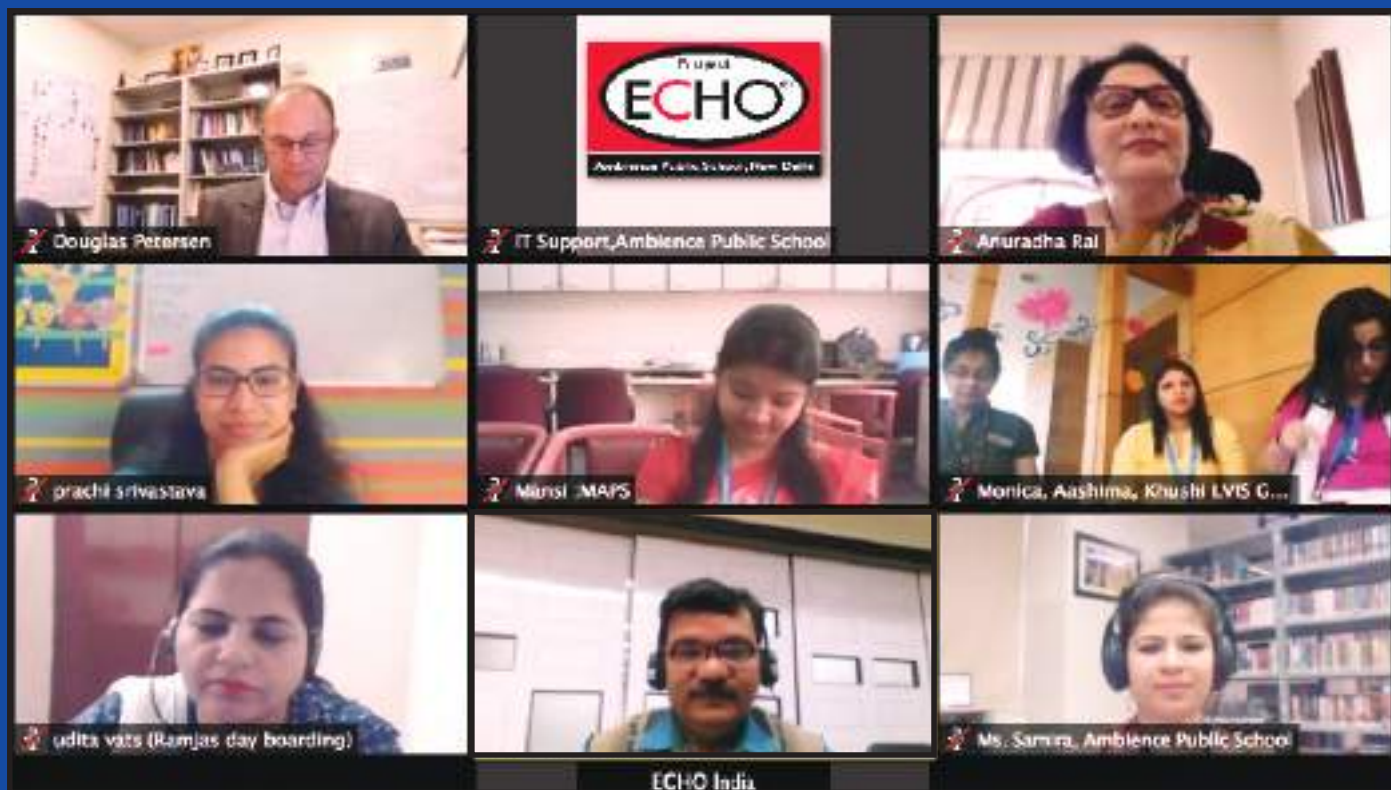 Project
ECHO
Ambience Public School, New Delhi
Douglas Petersen
IT Support,Ambience Public School
Anuradha Rai
prachi srivastava
Mansi :MAPS
Monica, Aashima, Khushi LVIS G...
udita vats (Ramjas day boarding)
Ms. Samira, Ambience Public School
ECHO India